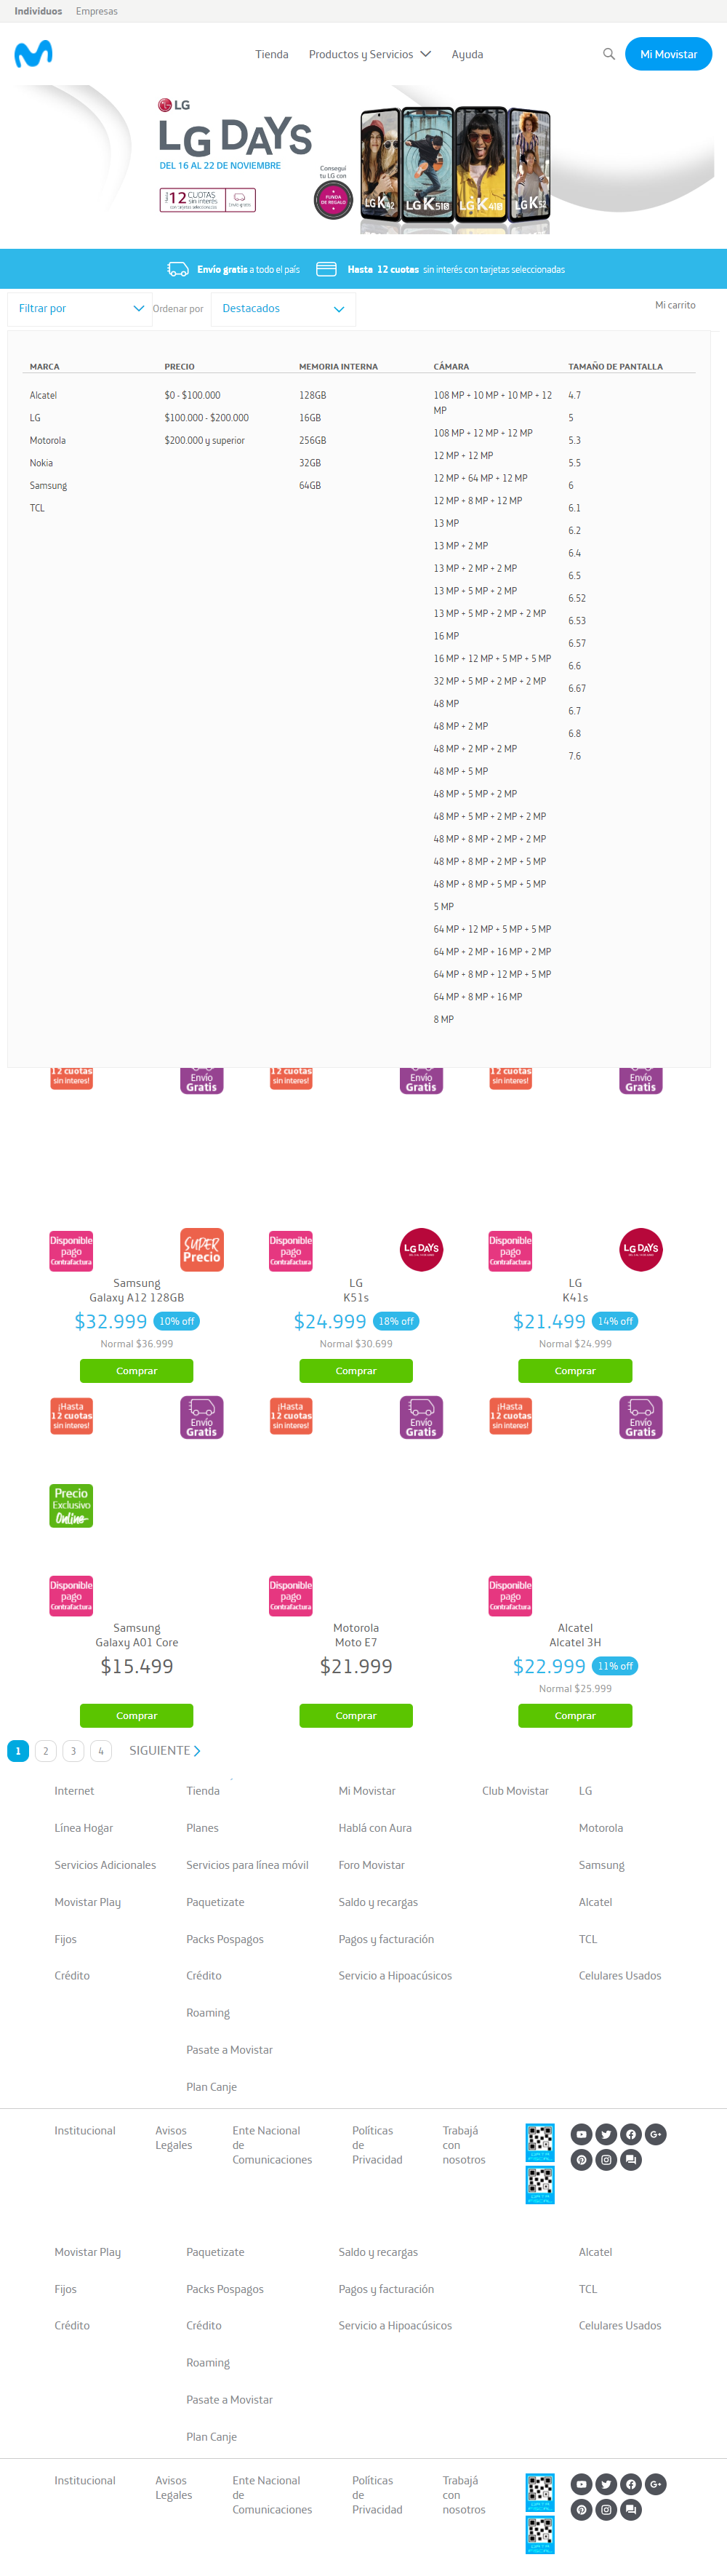 Individuos Empresas
Tienda Productos y Servicios Ayuda Mi Movistar
LG
LG DAYS
DEL 16 AL 22 DE NOVIEMBRE
Conseguí
tu LG con
12 CUOTAS
sin interés
FUNDA
DE REGALO
LG K42 LG K51S LG K41S LG K52
Envío gratis a todo el país Hasta 12 cuotas sin interés con tarjetas seleccionadas
Filtrar por Ordenar por Destacados Mi carrito
MARCA
Alcatel
LG
Motorola
Nokia
Samsung
TCL
PRECIO
$0 - $100.000
$100.000 - $200.000
$200.000 y superior
MEMORIA INTERNA
128GB
16GB
256GB
32GB
64GB
CÁMARA
108 MP + 10 MP + 10 MP + 12
MP
108 MP + 12 MP + 12 MP
12 MP + 12 MP
12 MP + 64 MP + 12 MP
12 MP + 8 MP + 12 MP
13 MP
13 MP + 2 MP
13 MP + 2 MP + 2 MP
13 MP + 5 MP + 2 MP
13 MP + 5 MP + 2 MP + 2 MP
16 MP
16 MP + 12 MP + 5 MP + 5 MP
32 MP + 5 MP + 2 MP + 2 MP
48 MP
48 MP + 2 MP
48 MP + 2 MP + 2 MP
48 MP + 5 MP
48 MP + 5 MP + 2 MP
48 MP + 5 MP + 2 MP + 2 MP
48 MP + 8 MP + 2 MP + 2 MP
48 MP + 8 MP + 2 MP + 5 MP
48 MP + 8 MP + 5 MP + 5 MP
5 MP
64 MP + 12 MP + 5 MP + 5 MP
64 MP + 2 MP + 16 MP + 2 MP
64 MP + 8 MP + 12 MP + 5 MP
64 MP + 8 MP + 16 MP
8 MP
TAMAÑO DE PANTALLA
4.7
5
5.3
5.5
6
6.1
6.2
6.4
6.5
6.52
6.53
6.57
6.6
6.67
6.7
6.8
7.6
12 cuotas
sin interes!
Envío
Gratis
12 cuotas
sin interes!
Envío
Gratis
12 cuotas
sin interes!
Envío
Gratis
Disponible
pago
Contrafactura
SUPER
Precio
Samsung
Galaxy A12 128GB
$32.999 10% off
Normal $36.999
Comprar
Disponible
pago
Contrafactura
LG DAYS
LG
K51s
$24.999 18% off
Normal $30.699
Comprar
Disponible
pago
Contrafactura
LG DAYS
LG
K41s
$21.499 14% off
Normal $24.999
Comprar
¡Hasta
12 cuotas
sin interes!
Envío
Gratis
Precio
Exclusivo
Online
Disponible
pago
Contrafactura
Samsung
Galaxy A01 Core
$15.499
Comprar
¡Hasta
12 cuotas
sin interes!
Envío
Gratis
Disponible
pago
Contrafactura
Motorola
Moto E7
$21.999
Comprar
¡Hasta
12 cuotas
sin interes!
Envío
Gratis
Disponible
pago
Contrafactura
Alcatel
Alcatel 3H
$22.999 11% off
Normal $25.999
Comprar
1 2 3 4 SIGUIENTE
Internet Tienda Mi Movistar Club Movistar LG
Línea Hogar Planes Hablá con Aura Motorola
Servicios Adicionales Servicios para línea móvil Foro Movistar Samsung
Movistar Play Paquetizate Saldo y recargas Alcatel
Fijos Packs Pospagos Pagos y facturación TCL
Crédito Crédito Servicio a Hipoacúsicos Celulares Usados
Roaming
Pasate a Movistar
Plan Canje
Institucional
Avisos
Legales
Ente Nacional
de
Comunicaciones
Políticas
de
Privacidad
Trabajá
con
nosotros
Movistar Play Paquetizate Saldo y recargas Alcatel
Fijos Packs Pospagos Pagos y facturación TCL
Crédito Crédito Servicio a Hipoacúsicos Celulares Usados
Roaming
Pasate a Movistar
Plan Canje
Institucional
Avisos
Legales
Ente Nacional
de
Comunicaciones
Políticas
de
Privacidad
Trabajá
con
nosotros